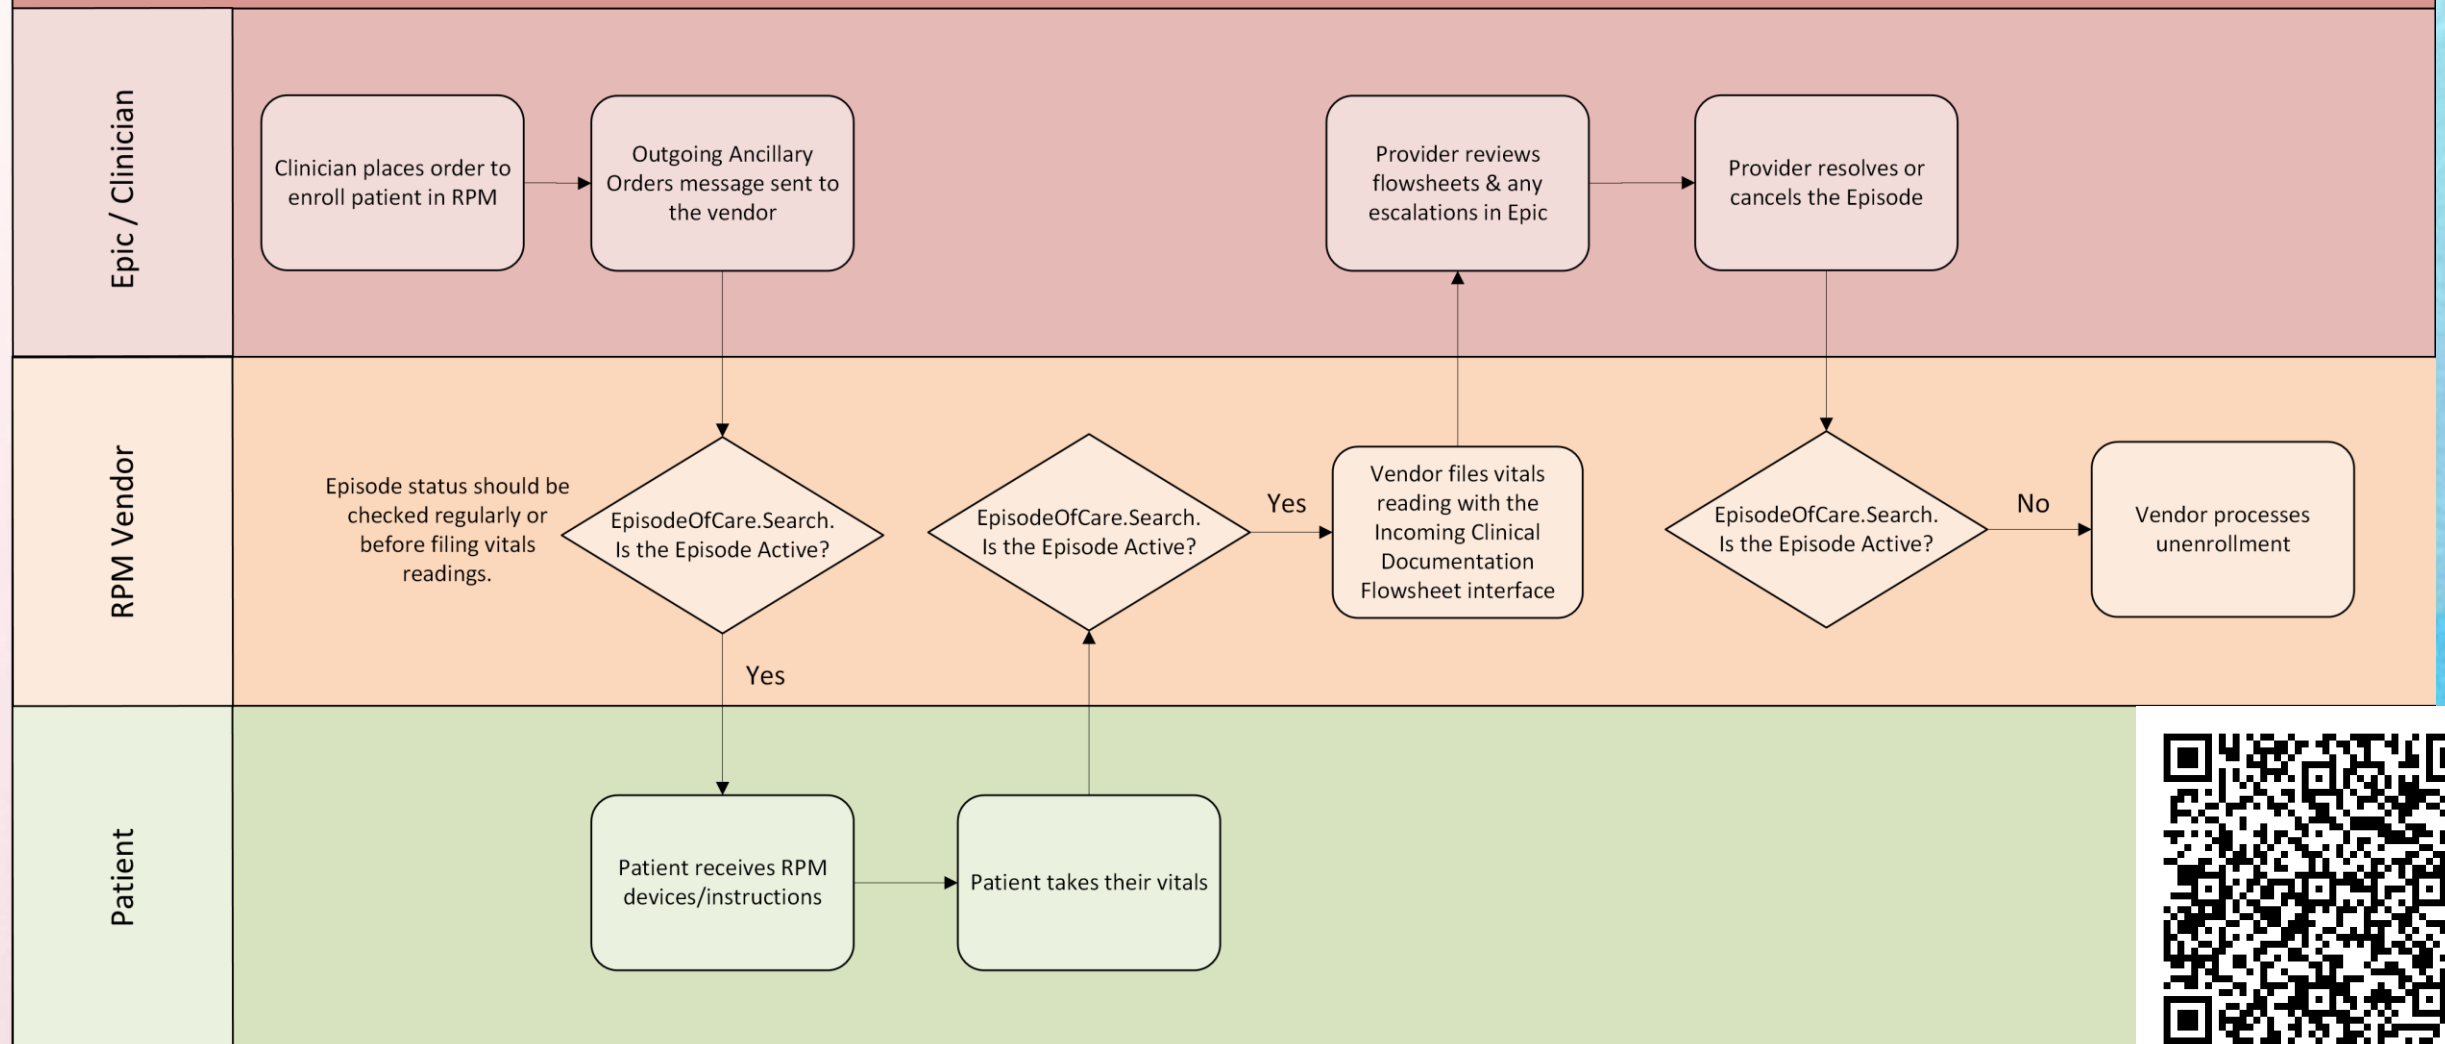 Epic / Clinician
Clinician places order to
enroll patient in RPM
Outgoing Ancillary
Orders message sent to
the vendor
Provider reviews
flowsheets & any
escalations in Epic
Provider resolves or
cancels the Episode
RPM Vendor
Episode status should be
checked regularly or
before filing vitals
readings.
EpisodeOfCare.Search.
Is the Episode Active?
Yes
EpisodeOfCare.Search.
Is the Episode Active?
Yes
Vendor files vitals
reading with the
Incoming Clinical
Documentation
Flowsheet interface
EpisodeOfCare.Search.
Is the Episode Active?
No
Vendor processes
unenrollment
Patient
Patient receives RPM
devices/instructions
Patient takes their vitals